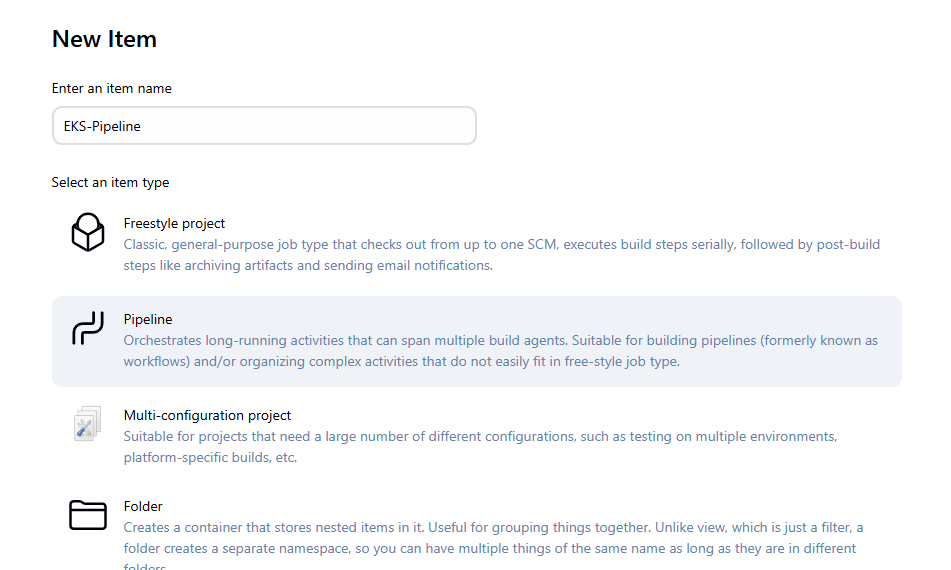 New Item
Enter an item name
EKS-Pipeline
Select an item type
Freestyle project
Classic, general-purpose job type that checks out from up to one SCM, executes build steps serially, followed by post-build
steps like archiving artifacts and sending email notifications.
Pipeline
Orchestrates long-running activities that can span multiple build agents. Suitable for building pipelines (formerly known as
workflows) and/or organizing complex activities that do not easily fit in free-style job type.
Multi-configuration project
Suitable for projects that need a large number of different configurations, such as testing on multiple environments,
platform-specific builds, etc.
Folder
Creates a container that stores nested items in it. Useful for grouping things together. Unlike view, which is just a filter, a
folder creates a separate namespace, so you can have multiple things of the same name as long as they are in different
folders.